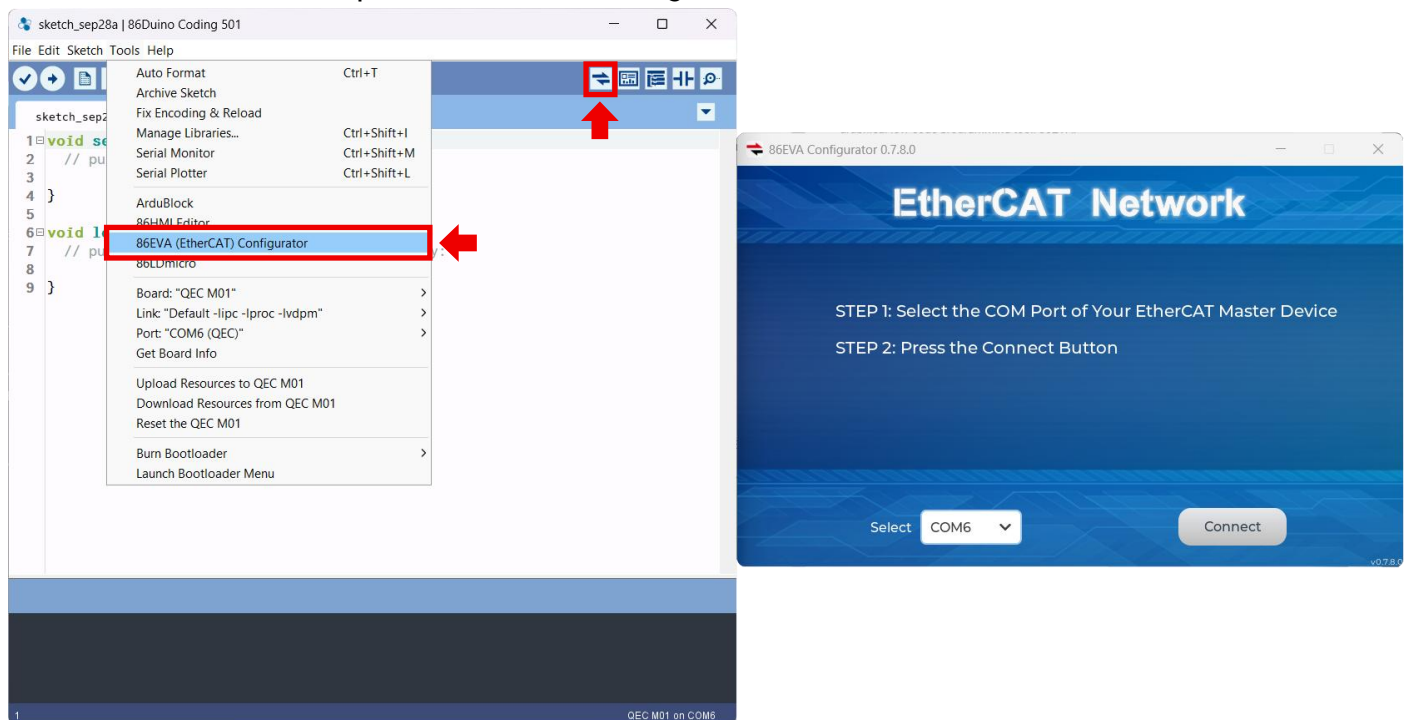 sketch_sep28a | 86Duino Coding 501
File Edit Sketch Tools Help
Auto Format Ctrl+T
Archive Sketch
Fix Encoding & Reload
Manage Libraries... Ctrl+Shift+I
Serial Monitor Ctrl+Shift+M
Serial Plotter Ctrl+Shift+L
ArduBlock
86HMI Editor
86EVA (EtherCAT) Configurator
86LDmicro
Board: "QEC M01"
Link: "Default -lipc -lproc -lvdpm"
Port: "COM6 (QEC)"
Get Board Info
Upload Resources to QEC M01
Download Resources from QEC M01
Reset the QEC M01
Burn Bootloader
Launch Bootloader Menu
sketch_sep2
1 void se
2 // pu
3
4 }
5
6 void lo
7 // pu y:
8
9 }
1 QEC M01 on COM6
86EVA Configurator 0.7.8.0
EtherCAT Network
STEP 1: Select the COM Port of Your EtherCAT Master Device
STEP 2: Press the Connect Button
Select COM6 Connect
v0.7.8.0